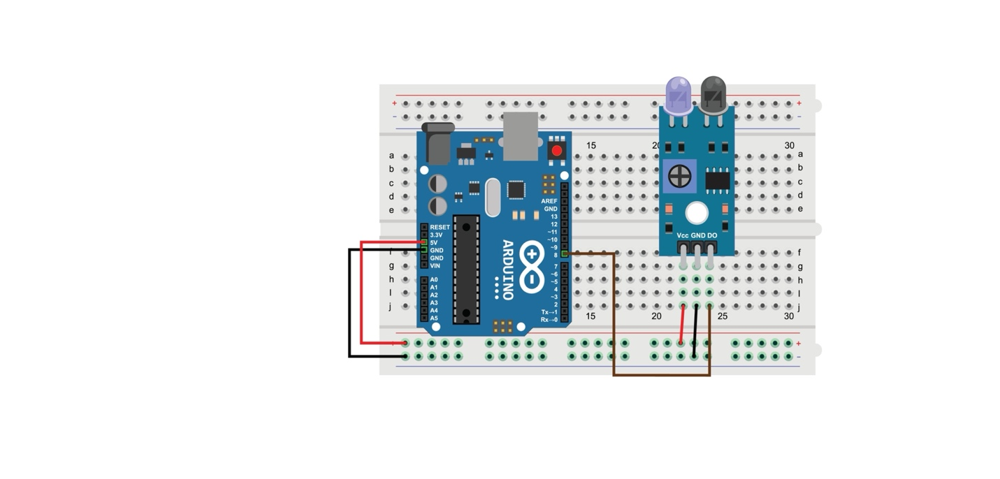 + +
– –
15 20 30
a a
b b
c c
d d
e e
AREF
GND
13
12
~11
~10
~9
8
7
~6
~5
4
~3
2
Tx→1
Rx→0
RESET
3.3V
5V
GND
GND
VIN
A0
A1
A2
A3
A4
A5
ARDUINO
+
-
Vcc GND DO
f
g g
h h
I I
j j
15 20 25 30
+
–